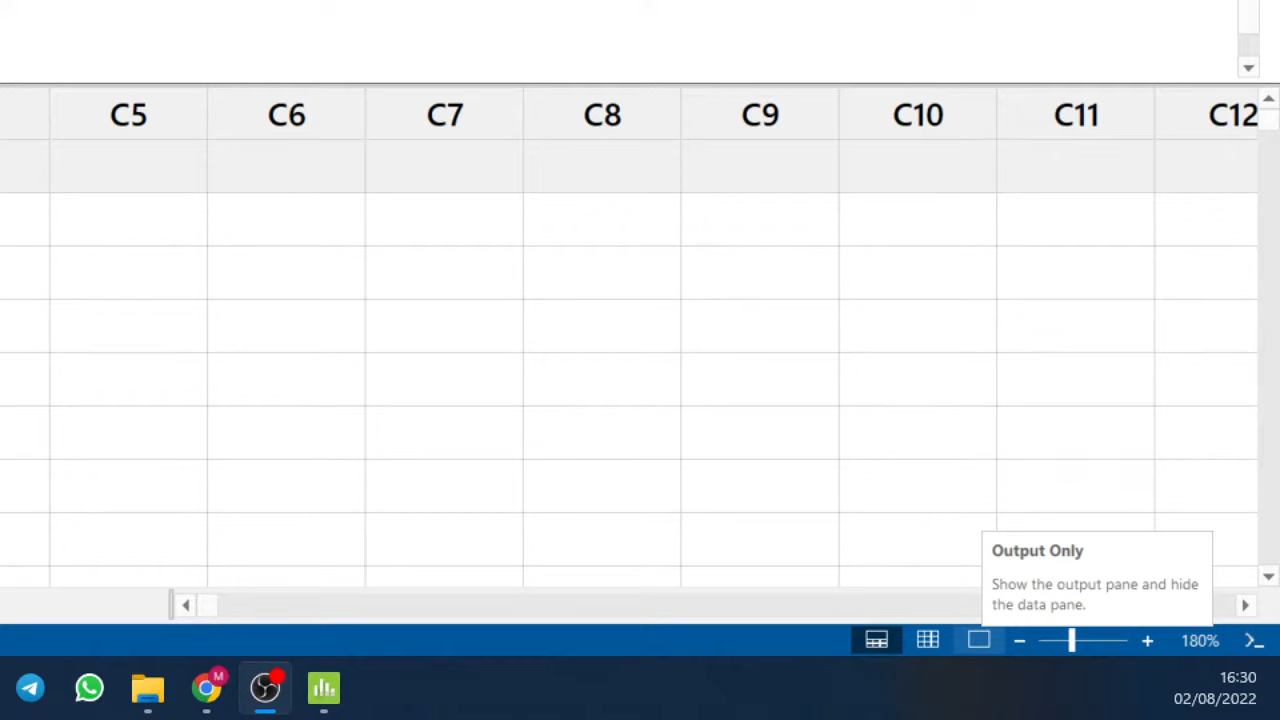 C5 C6 C7 C8 C9 C10 C11 C12
Output Only
Show the output pane and hide
the data pane.
180%
M
16:30
02/08/2022